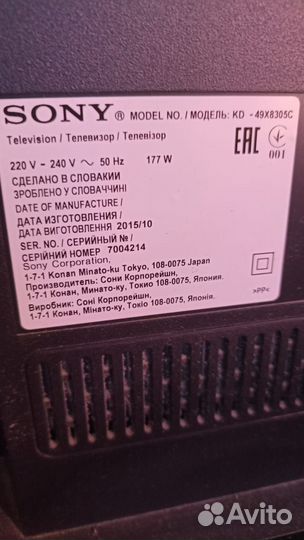 SONY® MODEL NO. / МОДЕЛЬ: KD - 49X8305C
Television / Телевизор / Телевізор
220 V - 240 V ~ 50 Hz 177 W
EAC
001
СДЕЛАНО В СЛОВАКИИ
ЗРОБЛЕНО У СЛОВАЧЧИНІ
DATE OF MANUFACTURE /
ДАТА ИЗГОТОВЛЕНИЯ /
ДАТА ВИГОТОВЛЕННЯ 2015/10
SER. NO. / СЕРИЙНЫЙ № /
СЕРІЙНИЙ НОМЕР 7004214
Sony Corporation,
1-7-1 Konan Minato-ku Tokyo, 108-0075 Japan
Производитель: Сони Корпорейшн,
1-7-1 Конан, Минато-ку, Токио 108-0075, Япония.
Виробник: Соні Корпорейшн,
1-7-1 Конан, Мінато-ку, Токіо 108-0075, Японія.
>PP<
Avito